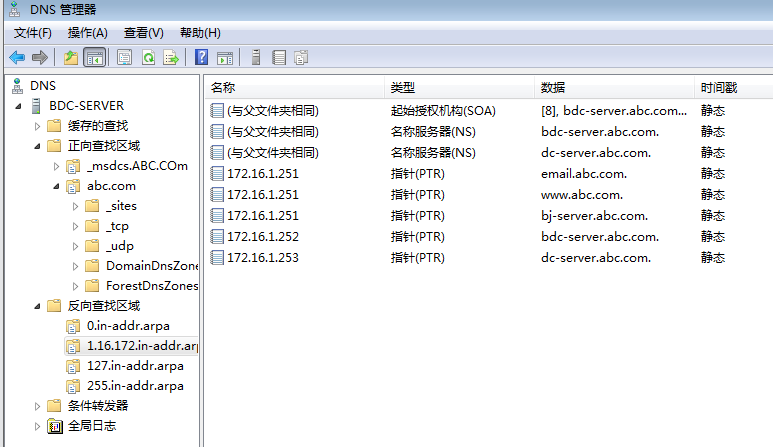 DNS 管理器
文件(F) 操作(A) 查看(V) 帮助(H)
DNS
BDC-SERVER
缓存的查找
正向查找区域
_msdcs.ABC.COm
abc.com
_sites
_tcp
_udp
DomainDnsZone
ForestDnsZones
反向查找区域
0.in-addr.arpa
1.16.172.in-addr.arp
127.in-addr.arpa
255.in-addr.arpa
条件转发器
全局日志
名称 类型 数据 时间戳
(与父文件夹相同) 起始授权机构(SOA) [8], bdc-server.abc.com... 静态
(与父文件夹相同) 名称服务器(NS) bdc-server.abc.com. 静态
(与父文件夹相同) 名称服务器(NS) dc-server.abc.com. 静态
172.16.1.251 指针(PTR) email.abc.com. 静态
172.16.1.251 指针(PTR) www.abc.com. 静态
172.16.1.251 指针(PTR) bj-server.abc.com. 静态
172.16.1.252 指针(PTR) bdc-server.abc.com. 静态
172.16.1.253 指针(PTR) dc-server.abc.com. 静态